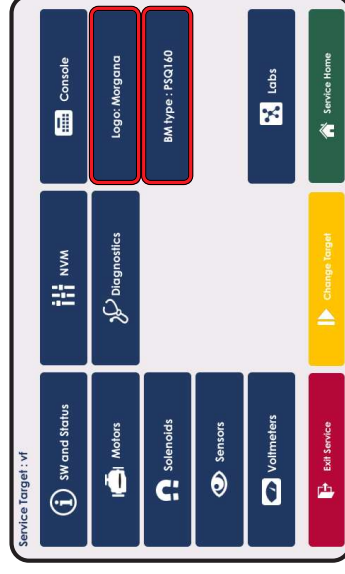 Service Target : vf
SW and Status
NVM
Console
Motors
Diagnostics
Logo: Morgana
Solenoids
BM type : PSQ160
Sensors
Voltmeters
Labs
Exit Service
Change Target
Service Home